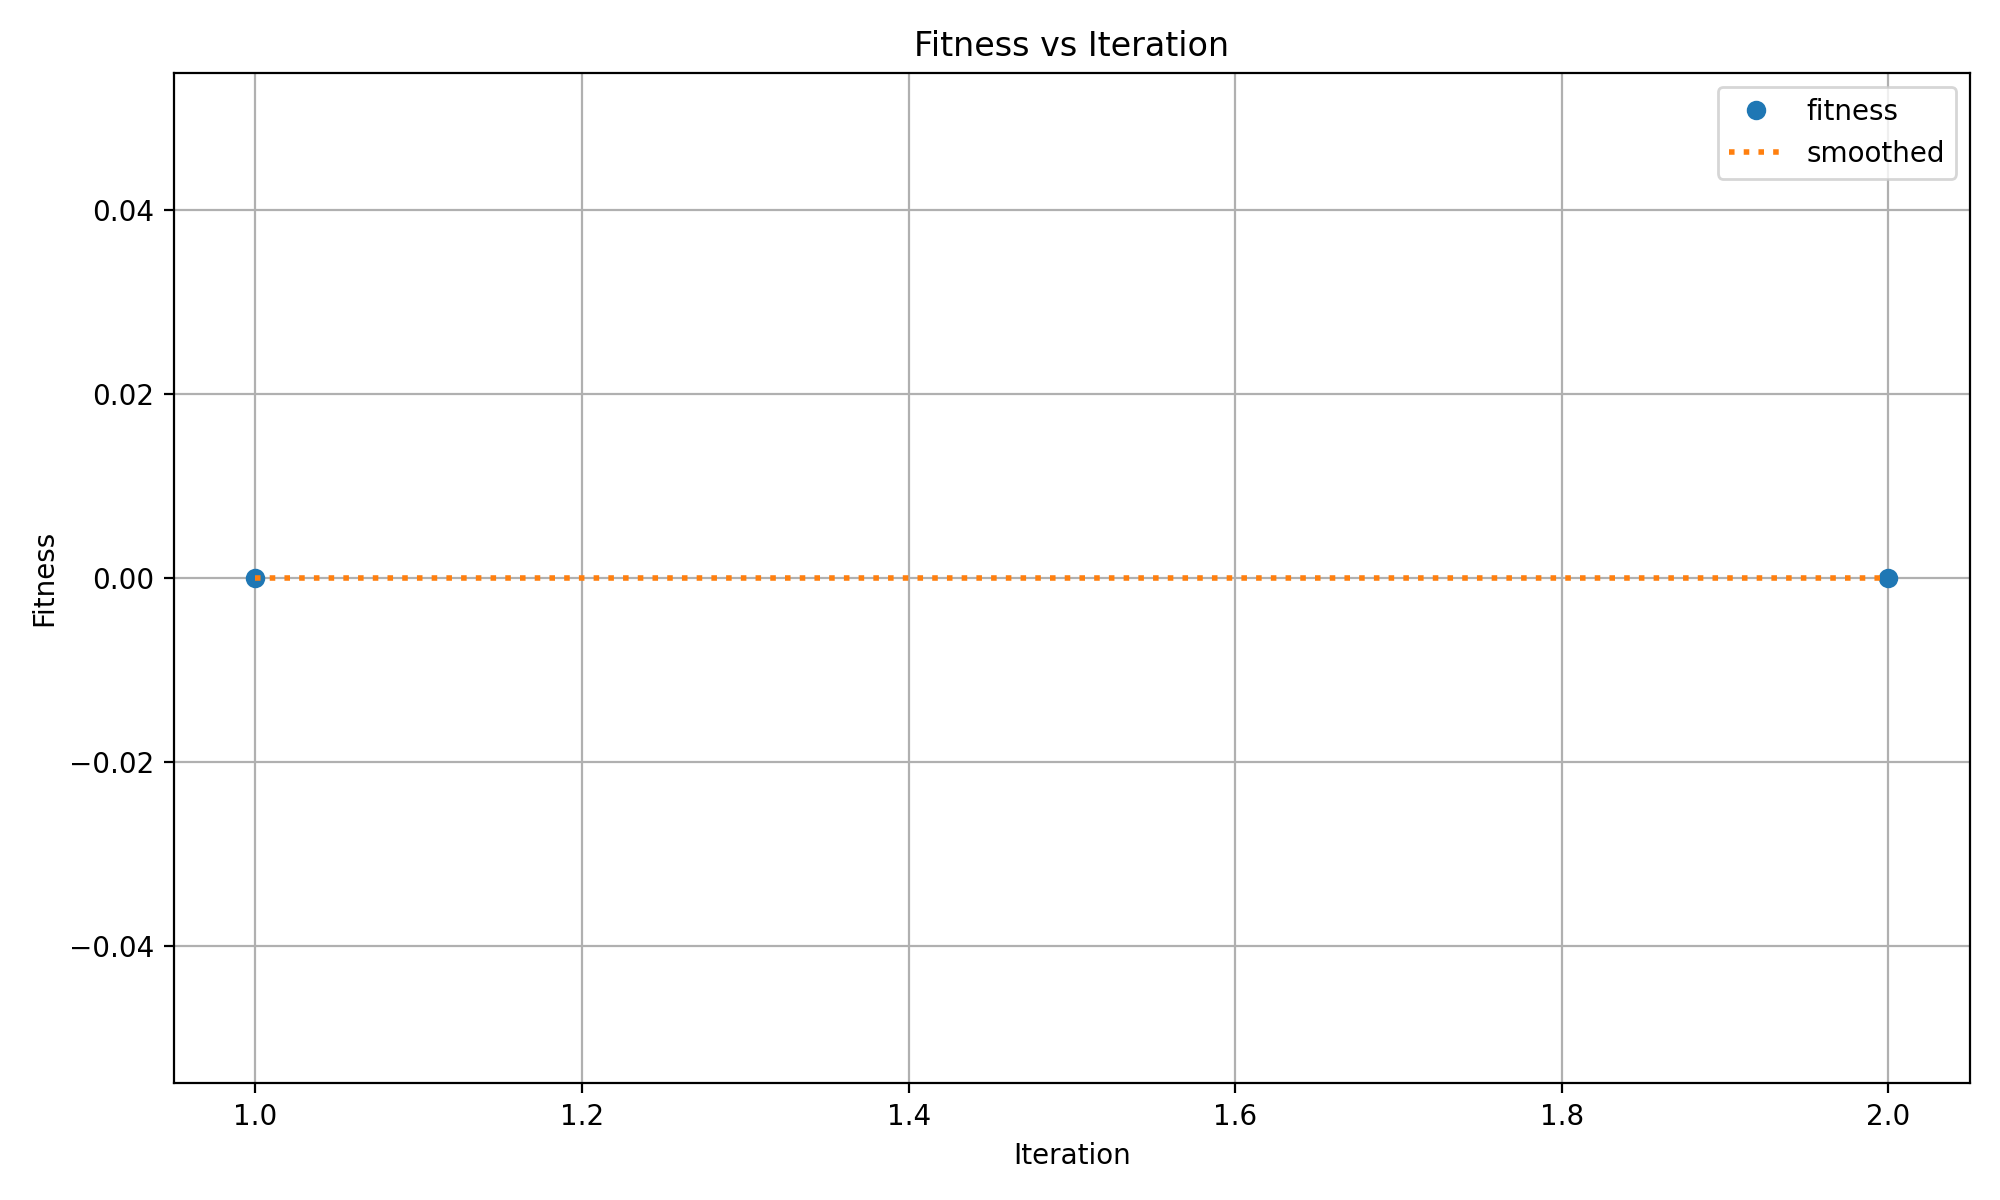 Fitness vs Iteration
fitness
smoothed
0.04
0.02
0.00
−0.02
−0.04
Fitness
1.0 1.2 1.4 1.6 1.8 2.0
Iteration